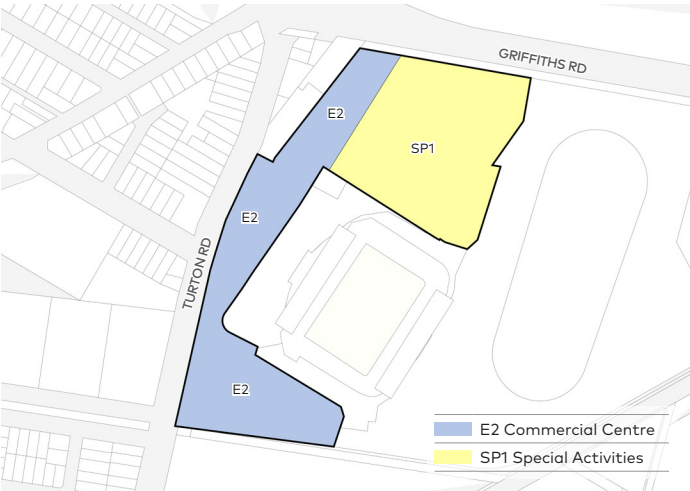 GRIFFITHS RD
E2
SP1
E2
TURTON RD
E2
E2 Commercial Centre
SP1 Special Activities